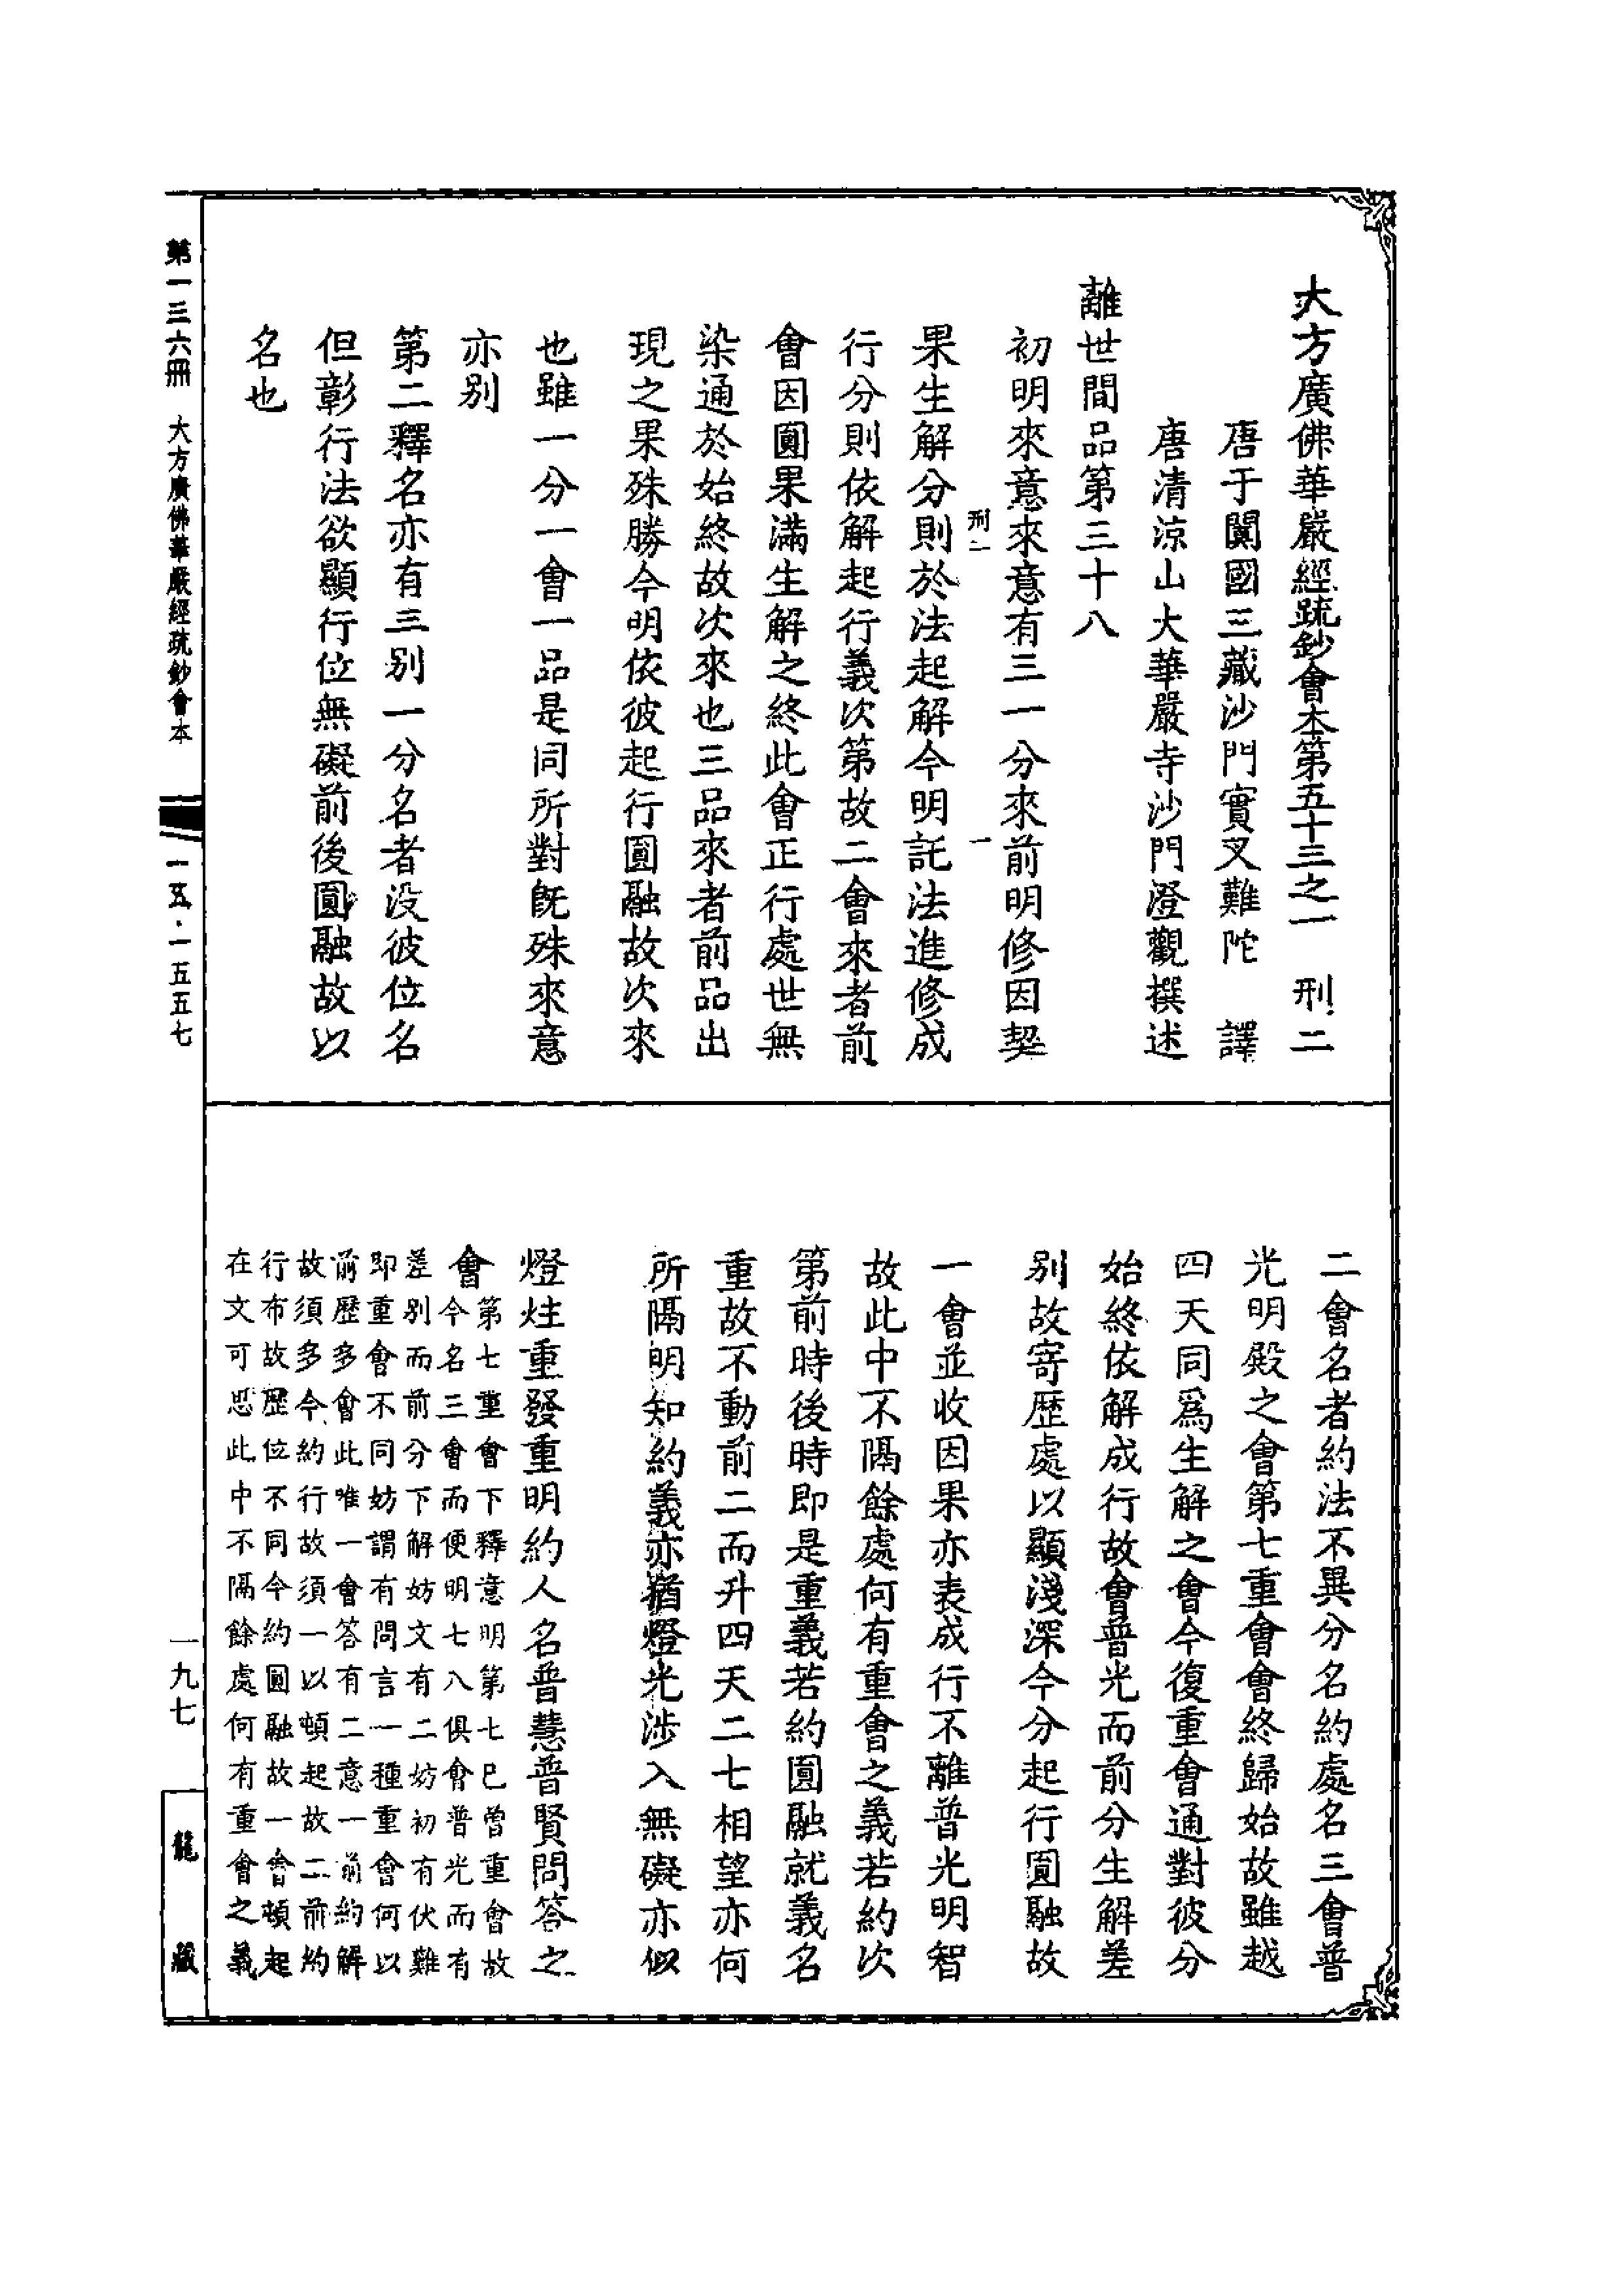 大方廣佛華嚴經疏鈔會本第五十三之一　刑二
唐于闐國三藏沙門實叉難陀　譯
唐清涼山大華嚴寺沙門澄觀撰述
離世間品第三十八
初明來意來意有三一分來前明修因契
刑二　一
果生解分則於法起解今明託法進修成
行分則依解起行義次第故二會來者前
會因圓果滿生解之終此會正行處世無
染通於始終故次來也三品來者前品出
現之果殊勝今明依彼起行圓融故次來
也雖一分一會一品是同所對既殊來意
亦別
第二釋名亦有三別一分名者沒彼位名
但彰行法欲顯行位無礙前後圓融故以
名也
二會名者約法不異分名約處名三會普
光明殿之會第七重會會終歸始故雖越
四天同爲生解之會今復重會通對彼分
始終依解成行故會普光而前分生解差
別故寄歷處以顯淺深今分起行圓融故
一會並收因果亦表成行不離普光明智
故此中不隔餘處何有重會之義若約次
第前時後時即是重義若約圓融就義名
重故不動前二而升四天二七相望亦何
所隔明知約義亦猶燈光涉入無礙亦似
燈炷重發重明約人名普慧普賢問答之
會第七重會下釋意明第七已曾重會故
今名三會而便明七八俱會普光而有
差別而前分下解妨文有二妨初有伏難
即重會不同妨謂有問言一種重會何以
前歷多會此唯一會答有二意一前約解
故須多今約行故須一以頓起故二前約
行布故歷位不同今約圓融故一會頓起
在文可思此中不隔餘處何有重會之義
第一三六冊　大方廣佛華嚴經疏鈔會本
一五五·一五五七
一九七
龍藏